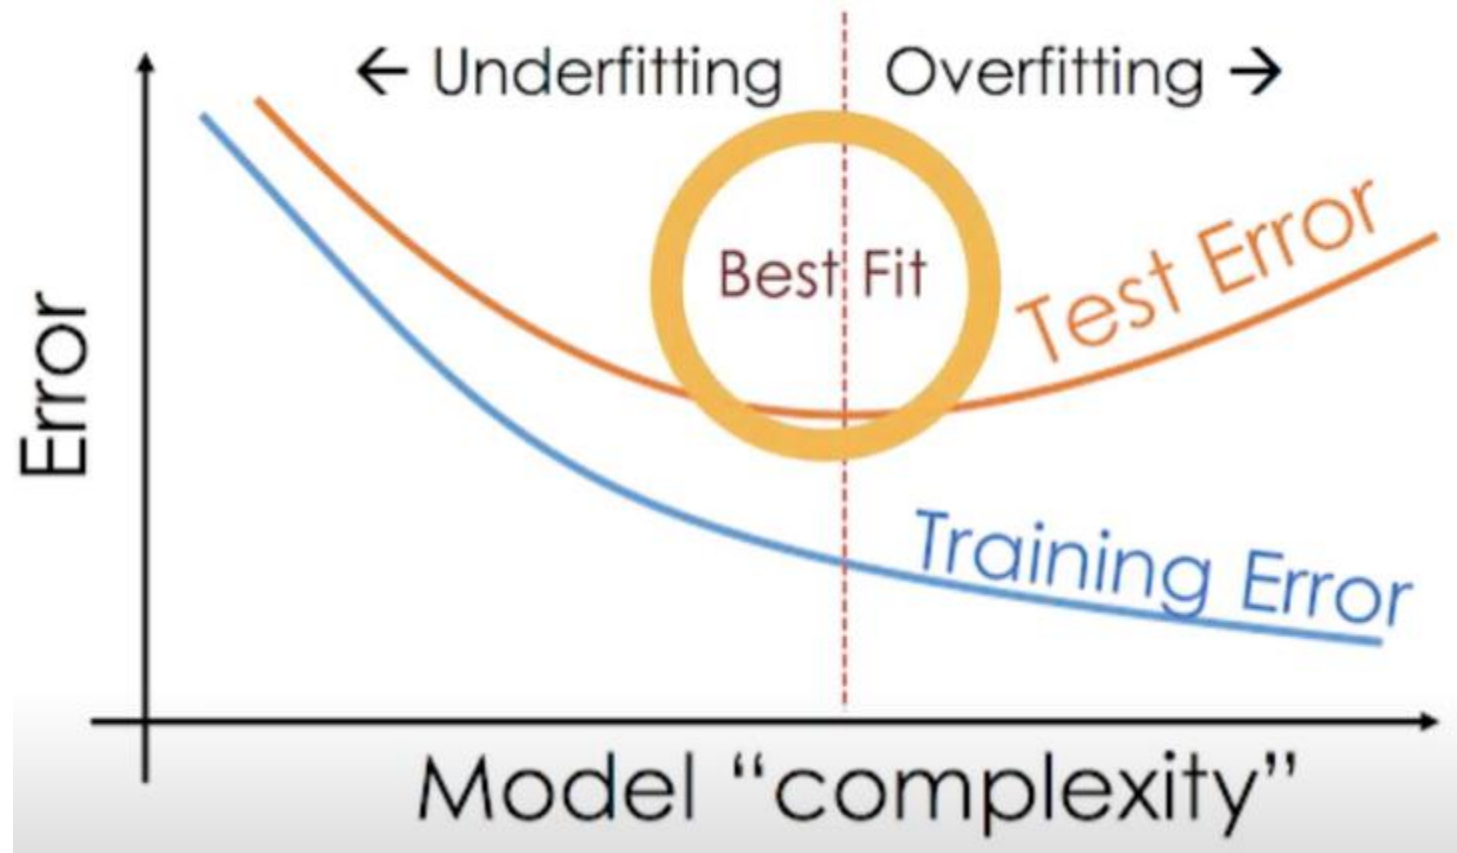 ← Underfitting
Overfitting →
Best Fit
Test Error
Error
Training Error
Model “complexity”